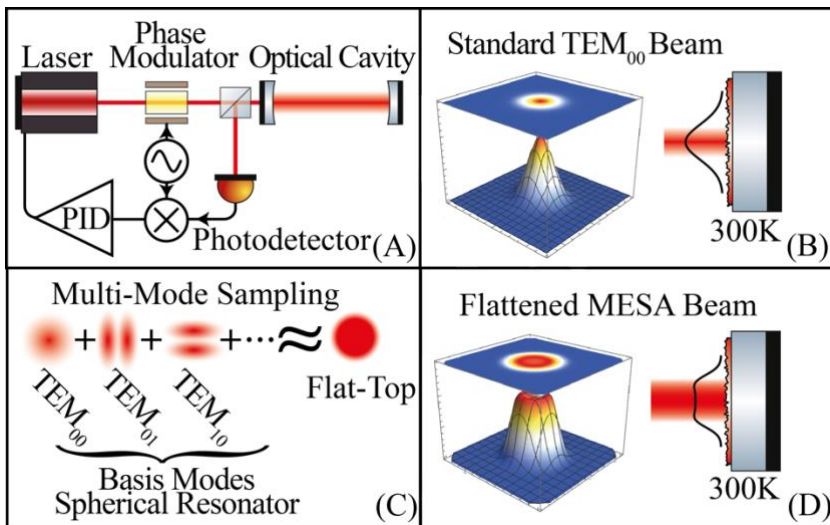 Laser
Phase
Modulator
Optical Cavity
PID
Photodetector
(A)
Standard TEM₀₀ Beam
300K
(B)
Multi-Mode Sampling
+ + +···≈
TEM₀₀
TEM₀₁
TEM₁₀
Flat-Top
Basis Modes
Spherical Resonator
(C)
Flattened MESA Beam
300K
(D)